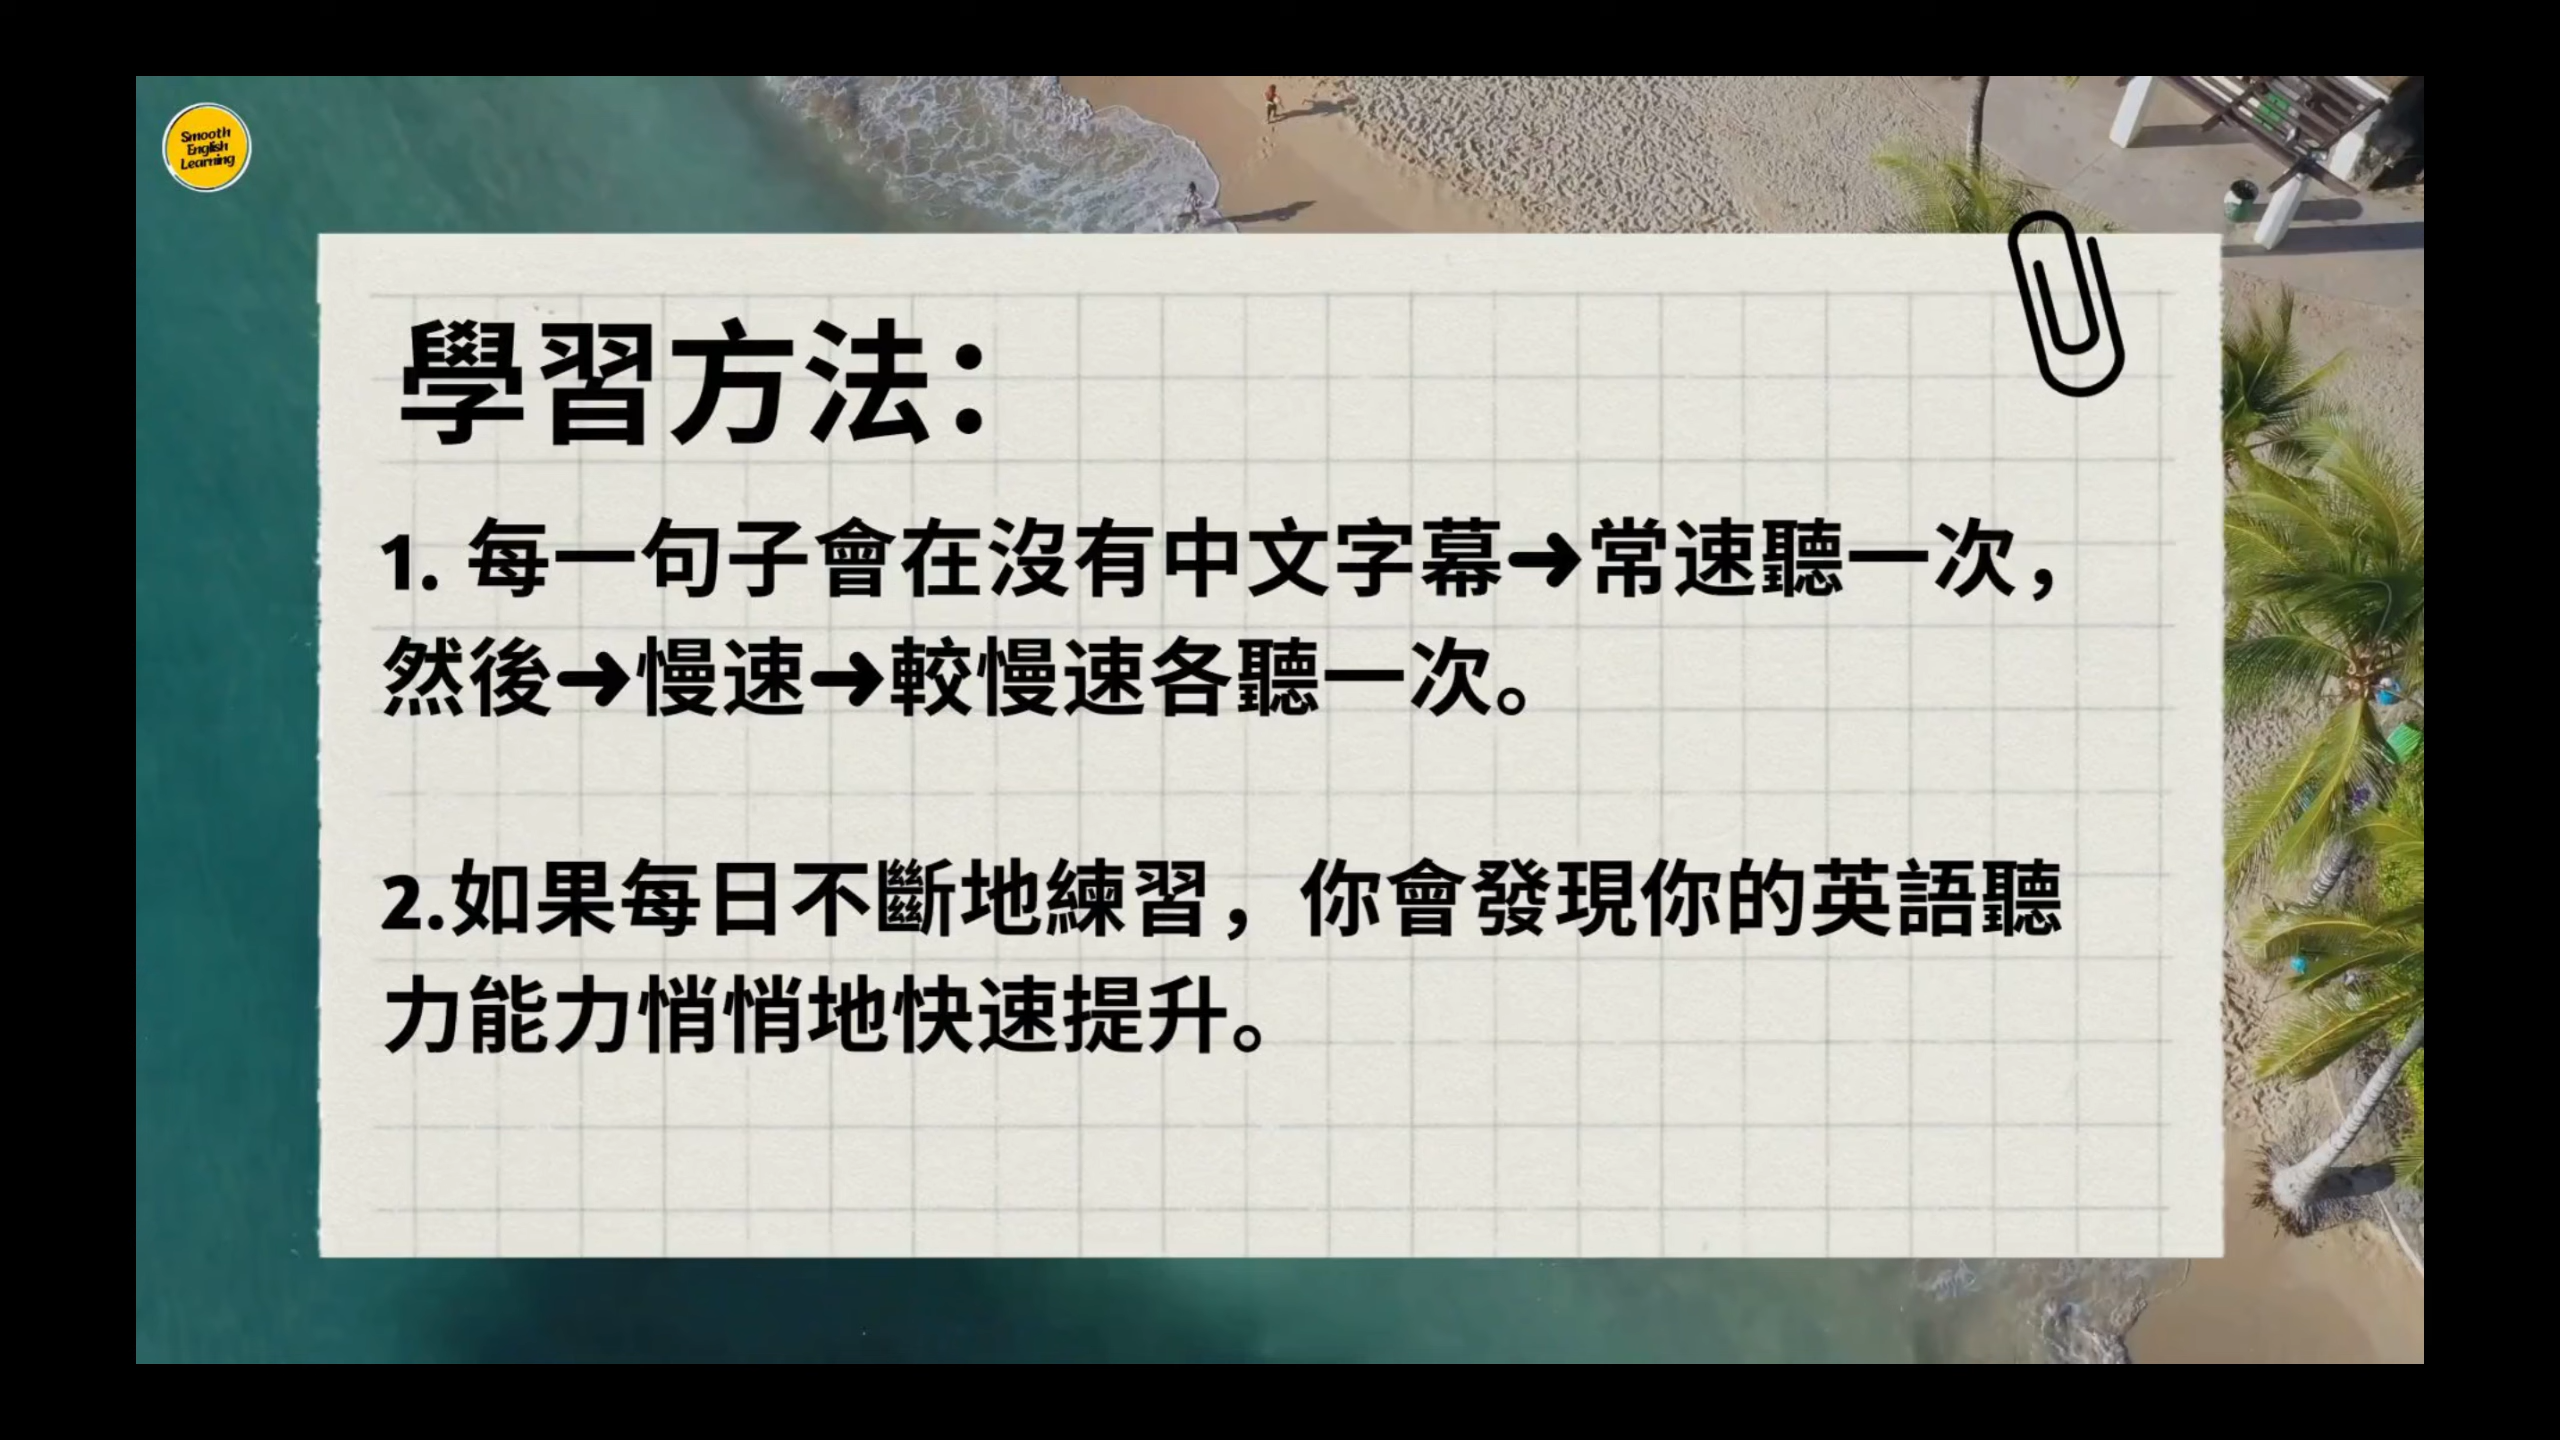 Smooth
English
Learning
學習方法：
1. 每一句子會在沒有中文字幕➜常速聽一次，
然後➜慢速➜較慢速各聽一次。
2.如果每日不斷地練習，你會發現你的英語聽
力能力悄悄地快速提升。